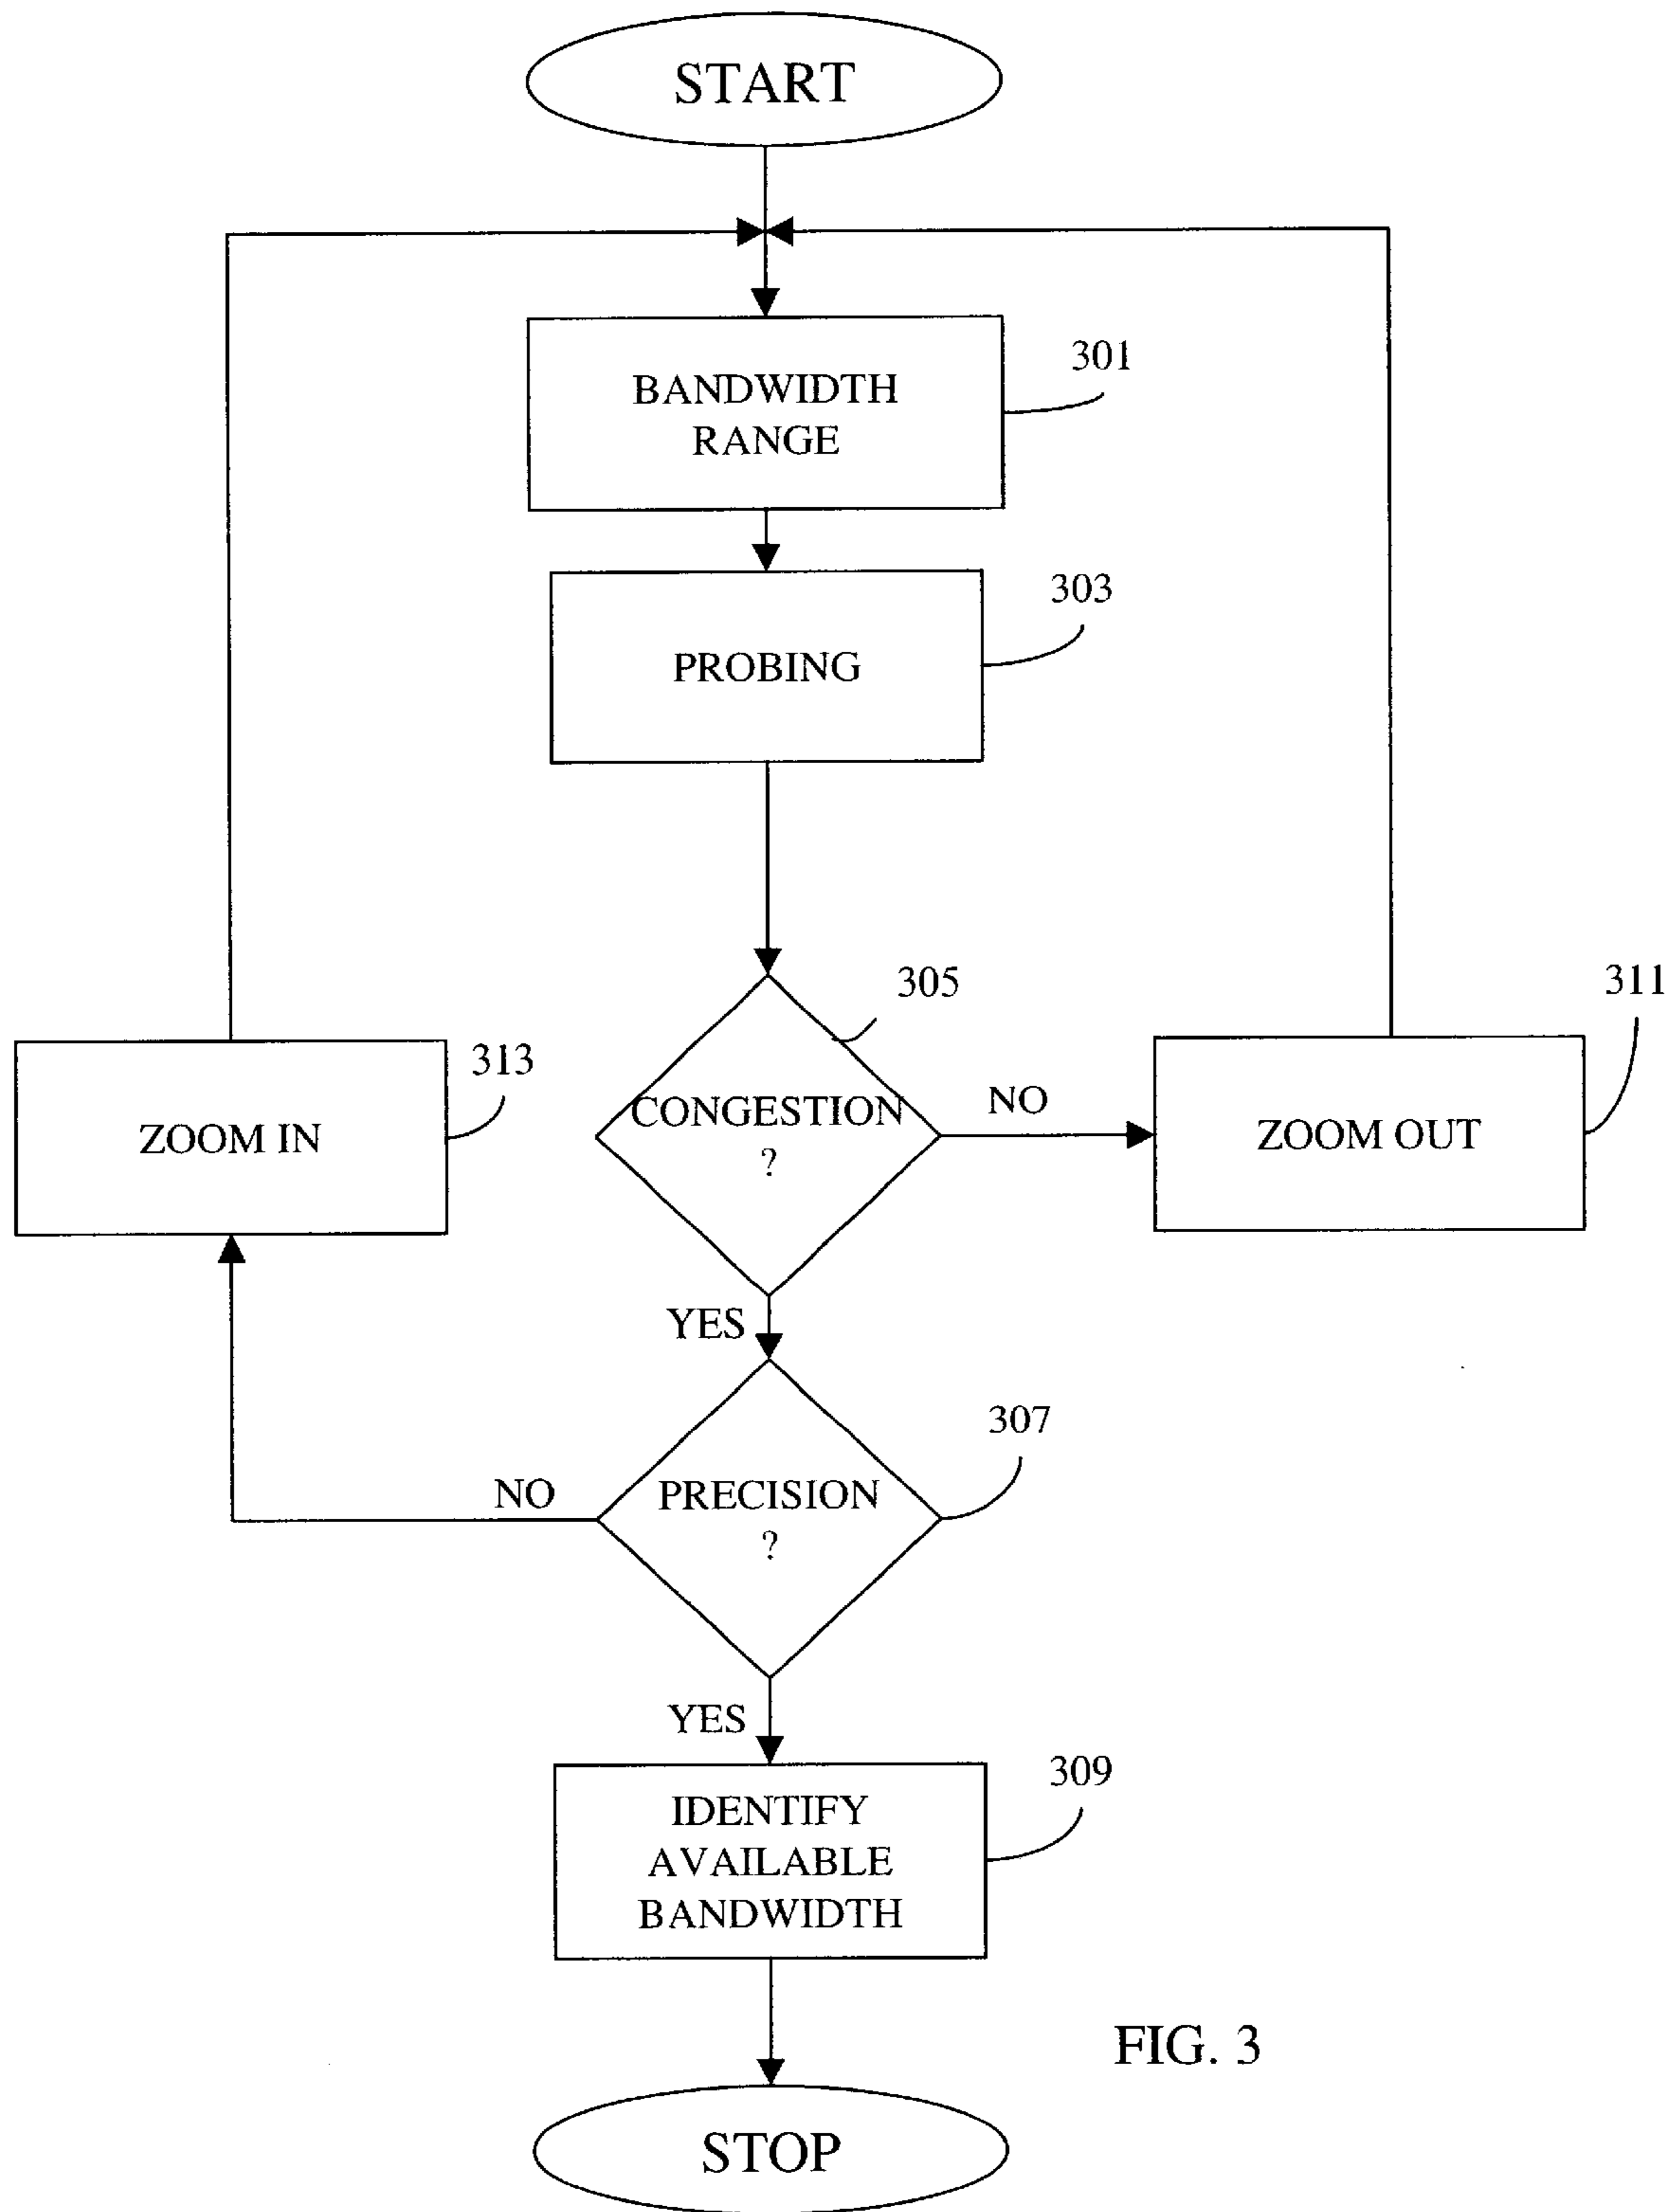 START
301
BANDWIDTH
RANGE
303
PROBING
305
311
313
ZOOM IN
CONGESTION
?
NO
ZOOM OUT
YES
307
NO
PRECISION
?
YES
309
IDENTIFY
AVAILABLE
BANDWIDTH
FIG. 3
STOP